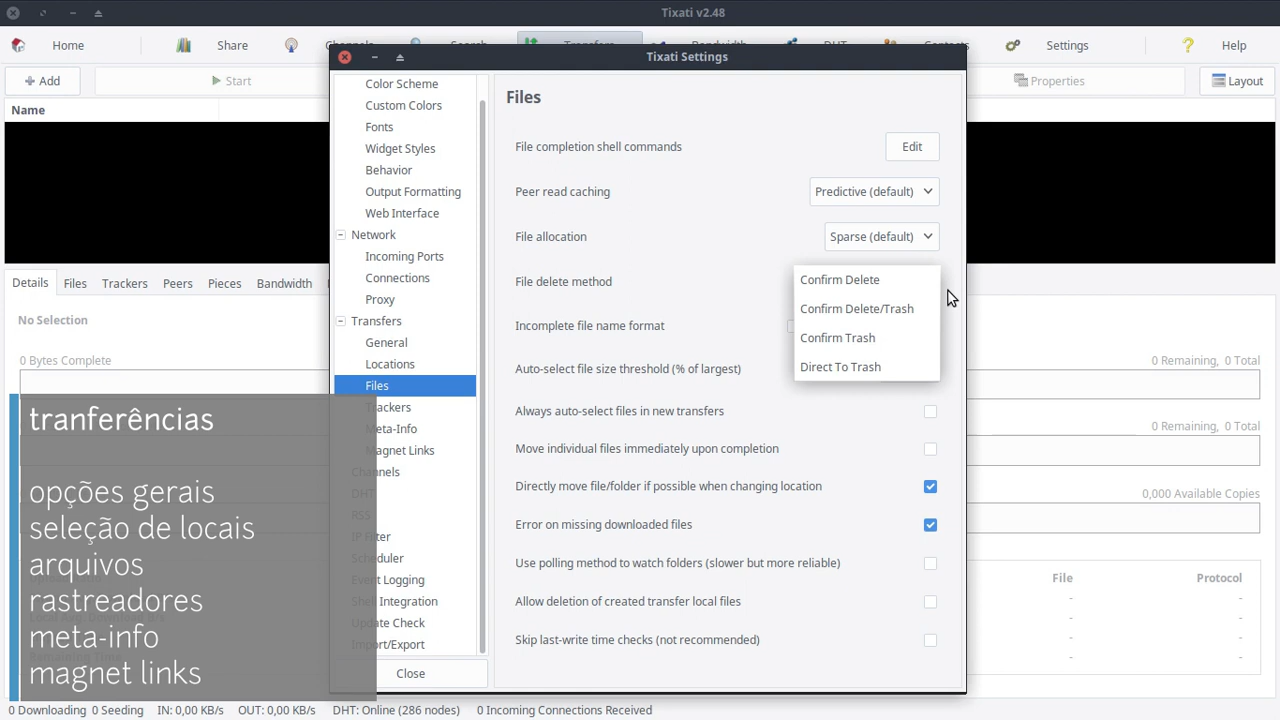 Tixati v2.48
Home
Share
Channels
Search
Transfers
Bandwidth
DHT
Contacts
Settings
Help
Add
Start
Properties
Layout
Name
Tixati Settings
Color Scheme
Custom Colors
Fonts
Widget Styles
Behavior
Output Formatting
Web Interface
Network
Incoming Ports
Connections
Proxy
Transfers
General
Locations
Files
Trackers
Meta-Info
Magnet Links
Channels
DHT
RSS
IP Filter
Scheduler
Event Logging
Shell Integration
Update Check
Import/Export
Close
Files
File completion shell commands
Edit
Peer read caching
Predictive (default)
File allocation
Sparse (default)
File delete method
Confirm Delete
Confirm Delete/Trash
Confirm Trash
Direct To Trash
Incomplete file name format
Auto-select file size threshold (% of largest)
Always auto-select files in new transfers
Move individual files immediately upon completion
Directly move file/folder if possible when changing location
Error on missing downloaded files
Use polling method to watch folders (slower but more reliable)
Allow deletion of created transfer local files
Skip last-write time checks (not recommended)
Details
Files
Trackers
Peers
Pieces
Bandwidth
No Selection
0 Bytes Complete
0 Remaining, 0 Total
0 Remaining, 0 Total
0,000 Available Copies
File
Protocol
-
-
-
-
-
-
-
-
tranferências
opções gerais
seleção de locais
arquivos
rastreadores
meta-info
magnet links
0 Downloading 0 Seeding
IN: 0,00 KB/s
OUT: 0,00 KB/s
DHT: Online (286 nodes)
0 Incoming Connections Received